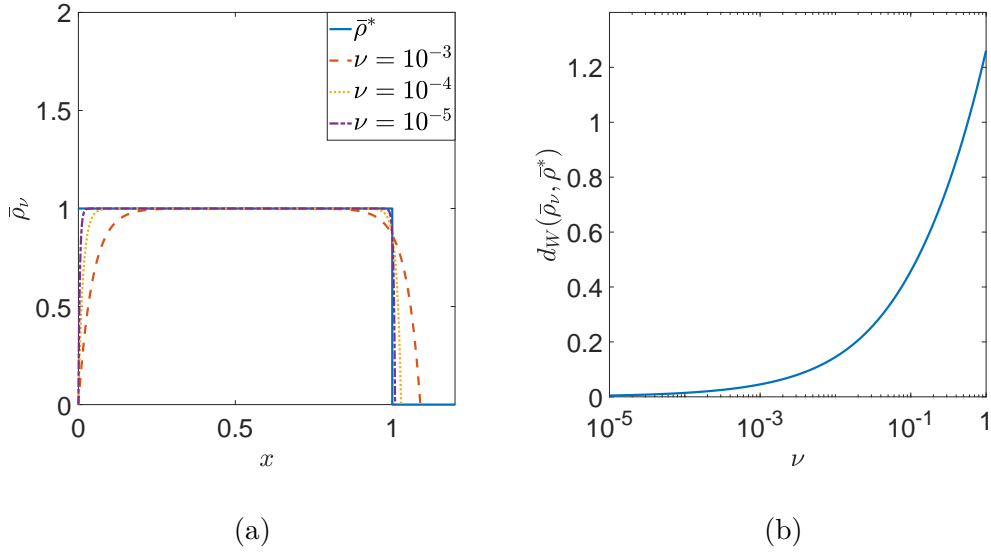 2
1.5
1
0.5
0
0 0.5 1
x
ρ̄_ν
ρ̄*
ν = 10^{-3}
ν = 10^{-4}
ν = 10^{-5}
(a)
1.2
1
0.8
0.6
0.4
0.2
0
10^{-5} 10^{-3} 10^{-1} 1
ν
d_W(ρ̄_ν, ρ̄*)
(b)